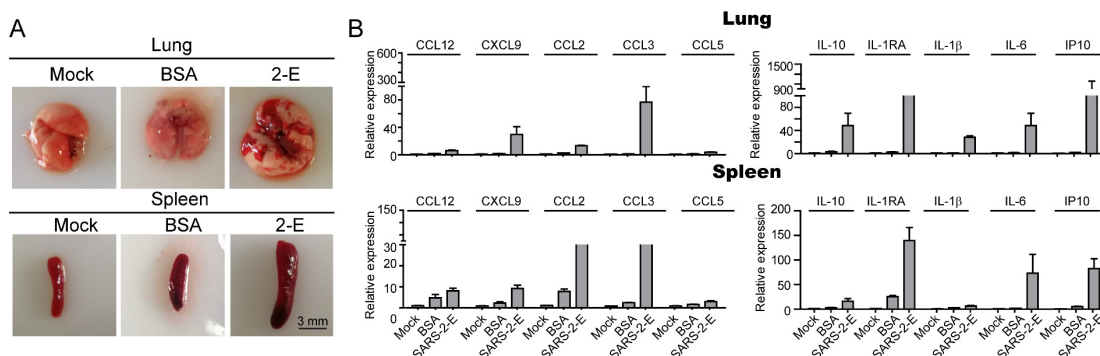 A
Lung
Mock BSA 2-E
Spleen
Mock BSA 2-E
3 mm
B
Lung
CCL12 CXCL9 CCL2 CCL3 CCL5
Relative expression
600
300
80
40
0
IL-10 IL-1RA IL-1β IL-6 IP10
Relative expression
1500
900
80
40
0
Spleen
CCL12 CXCL9 CCL2 CCL3 CCL5
Relative expression
150
50
30
20
10
0
Mock BSA SARS-2-E Mock BSA SARS-2-E Mock BSA SARS-2-E Mock BSA SARS-2-E Mock BSA SARS-2-E
IL-10 IL-1RA IL-1β IL-6 IP10
Relative expression
200
150
100
50
0
Mock BSA SARS-2-E Mock BSA SARS-2-E Mock BSA SARS-2-E Mock BSA SARS-2-E Mock BSA SARS-2-E